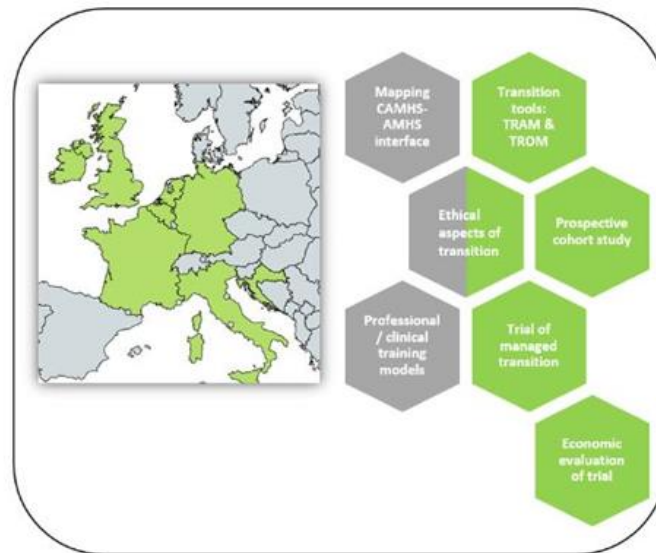 Mapping
CAMHS-
AMHS
interface
Transition
tools:
TRAM &
TROM
Ethical
aspects of
transition
Prospective
cohort study
Professional
/ clinical
training
models
Trial of
managed
transition
Economic
evaluation
of trial